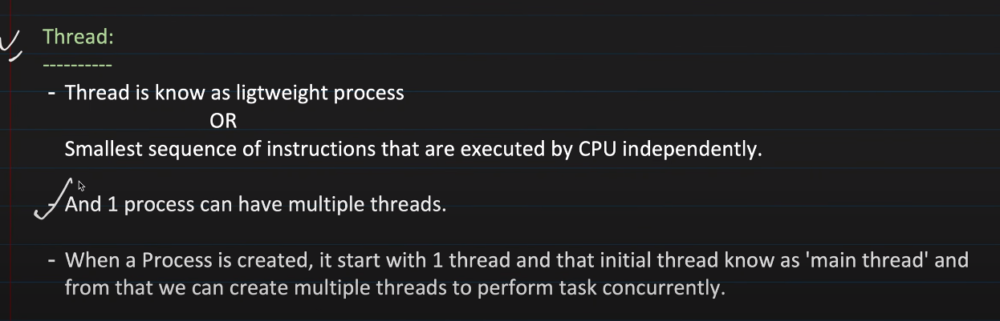 Thread:
----------
- Thread is know as ligtweight process
OR
Smallest sequence of instructions that are executed by CPU independently.
- And 1 process can have multiple threads.
- When a Process is created, it start with 1 thread and that initial thread know as 'main thread' and
from that we can create multiple threads to perform task concurrently.